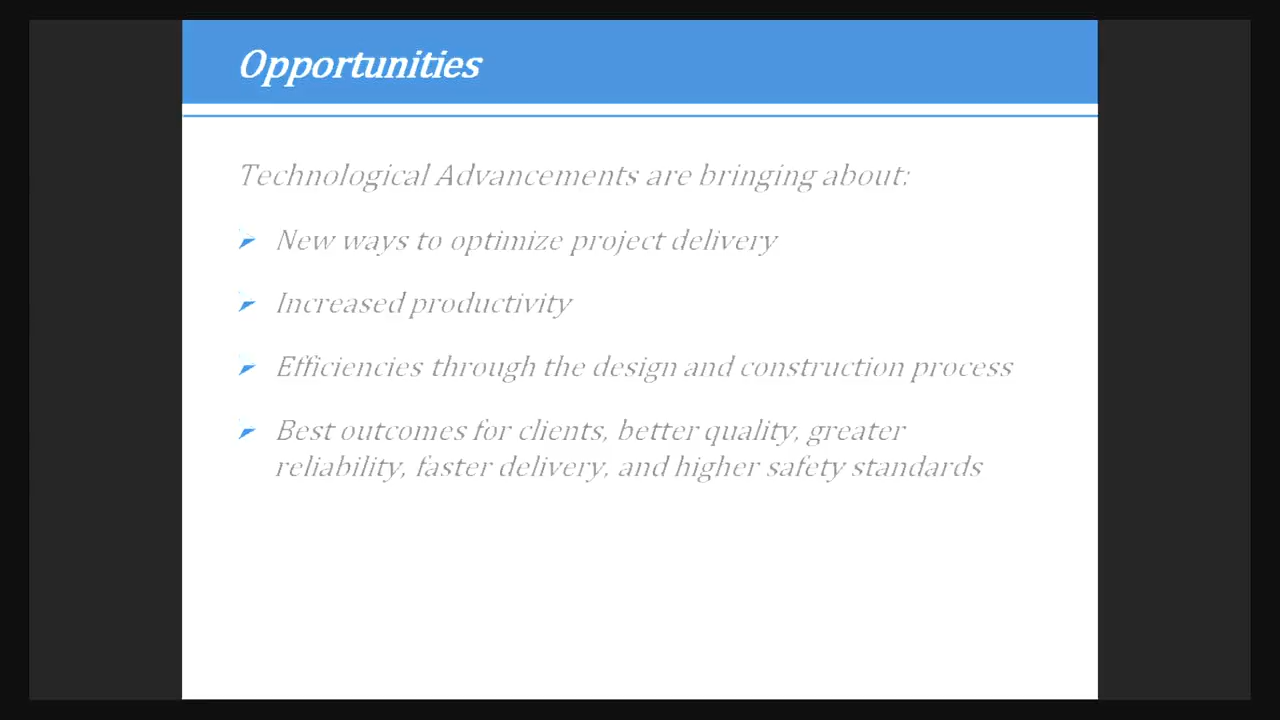 Opportunities
Technological Advancements are bringing about:
New ways to optimize project delivery
Increased productivity
Efficiencies through the design and construction process
Best outcomes for clients, better quality, greater
reliability, faster delivery, and higher safety standards